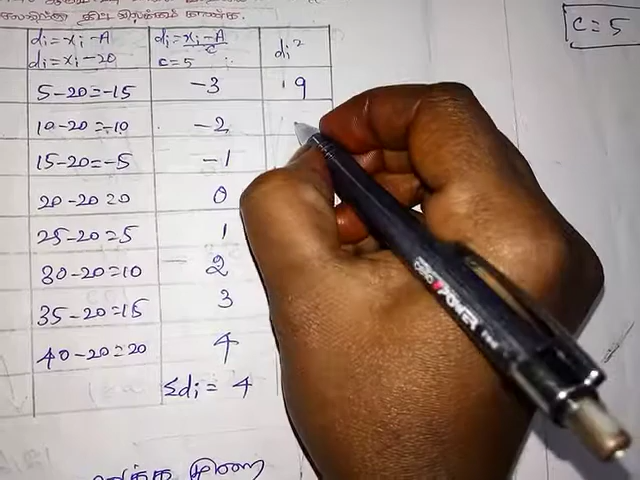 கண்க.
C = 5
di = xi - A
di = xi - 20
di = xi - A / C
C = 5
di²
5-20 = -15 -3 9
10-20 = -10 -2
15-20 = -5 -1
20-20 = 0 0
25-20 = 5 1
30-20 = 10 2
35-20 = 15 3
40-20 = 20 4
Σdi = 4
POWER